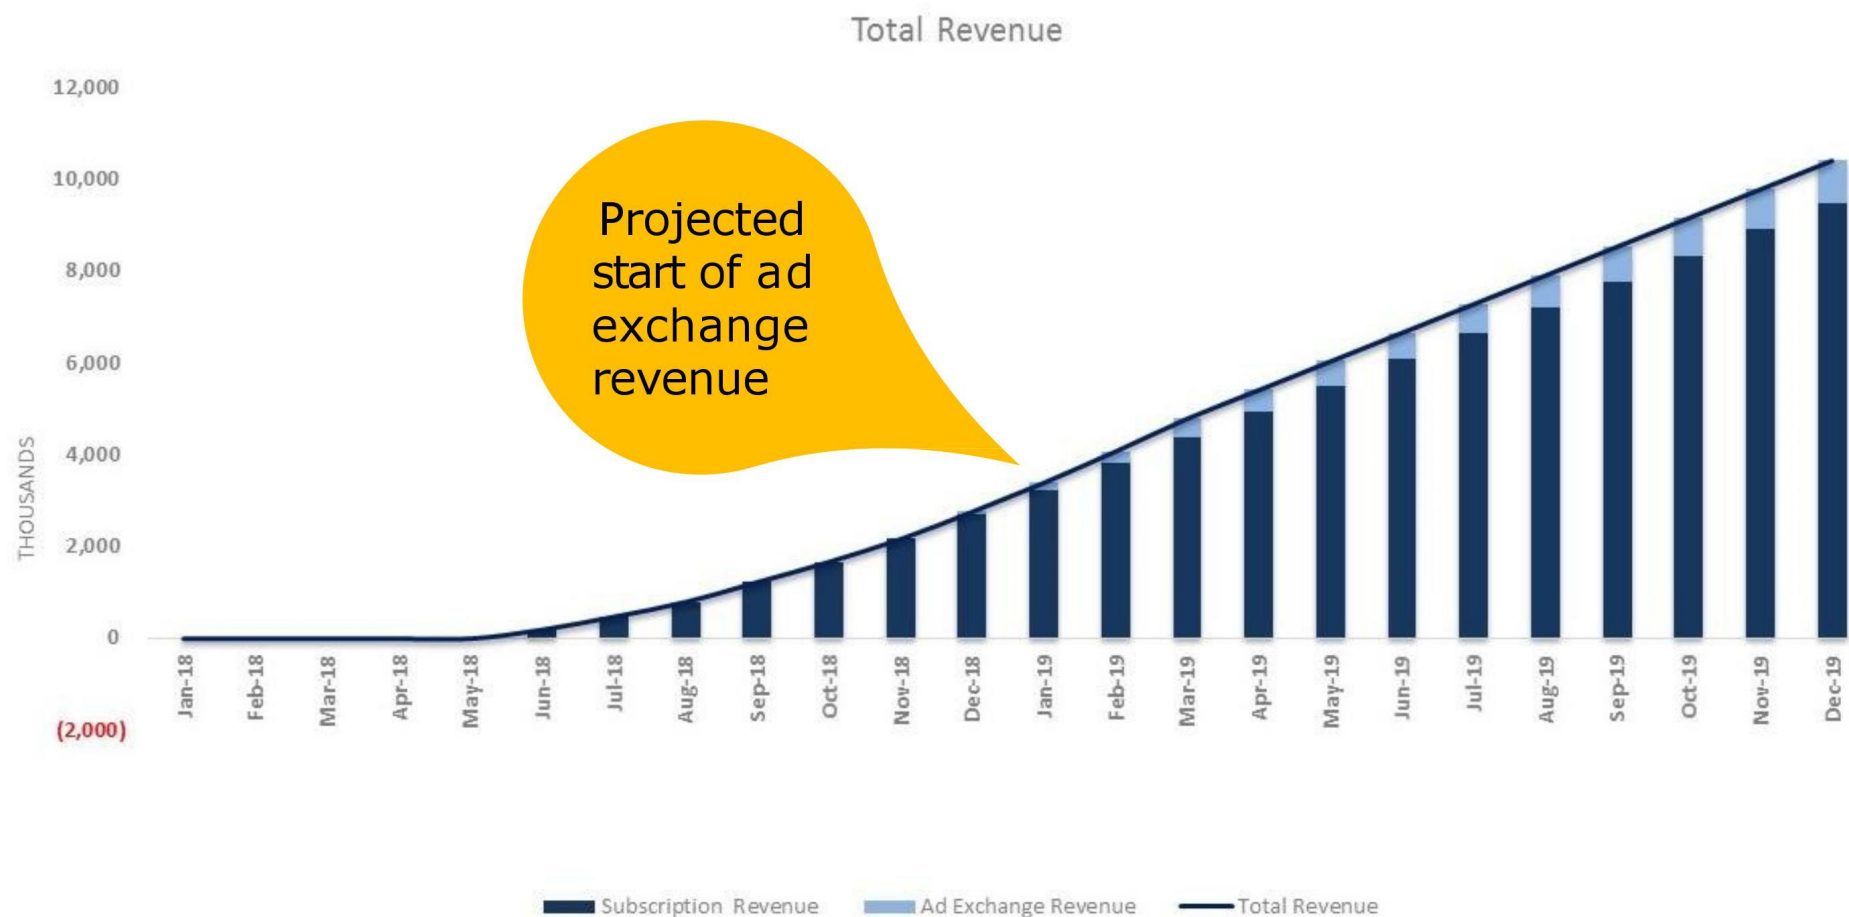 Total Revenue
12,000
10,000
8,000
6,000
4,000
2,000
0
(2,000)
THOUSANDS
Projected
start of ad
exchange
revenue
Jan-18
Feb-18
Mar-18
Apr-18
May-18
Jun-18
Jul-18
Aug-18
Sep-18
Oct-18
Nov-18
Dec-18
Jan-19
Feb-19
Mar-19
Apr-19
May-19
Jun-19
Jul-19
Aug-19
Sep-19
Oct-19
Nov-19
Dec-19
Subscription Revenue
Ad Exchange Revenue
Total Revenue